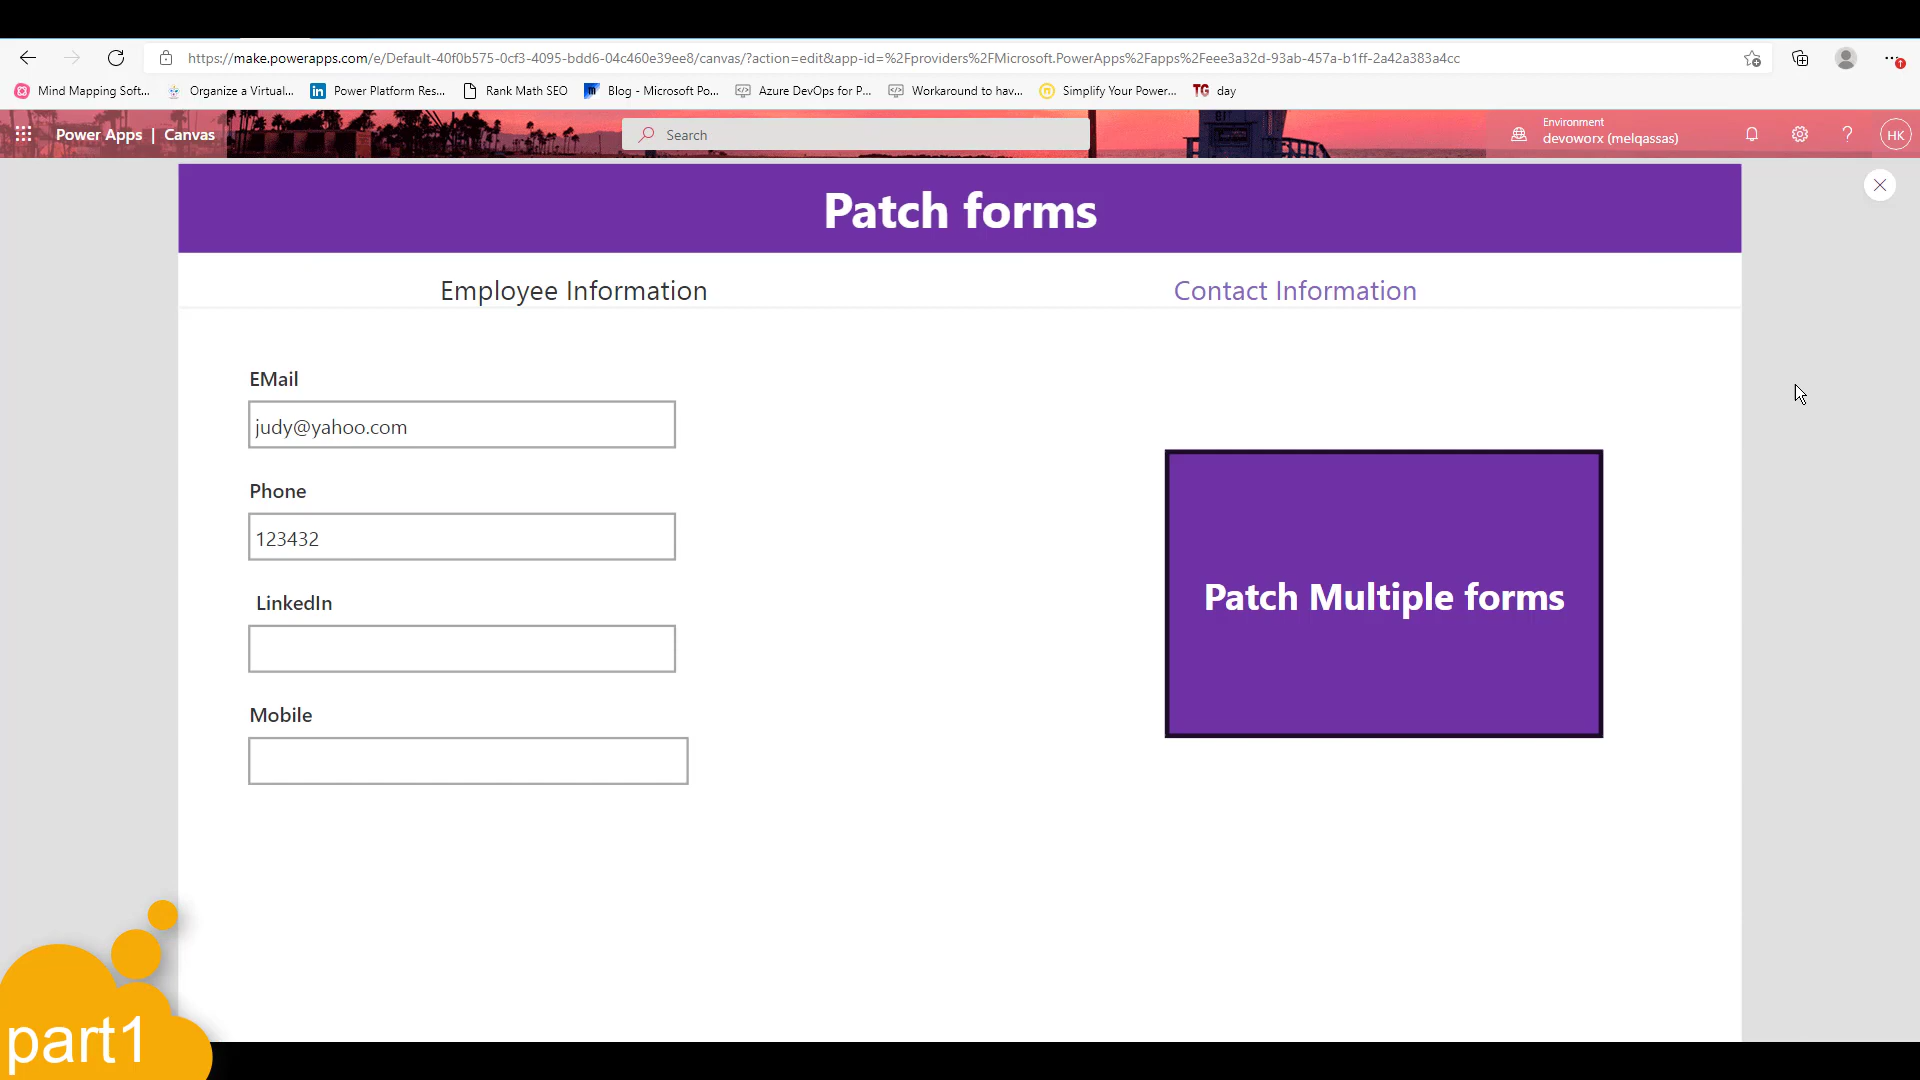 https://make.powerapps.com/e/Default-40f0b575-0cf3-4095-bdd6-04c460e39ee8/canvas/?action=edit&app-id=%2Fproviders%2FMicrosoft.PowerApps%2Fapps%2Feee3a32d-93ab-457a-b1ff-2a42a383a4cc
Mind Mapping Soft... Organize a Virtual... Power Platform Res... Rank Math SEO Blog - Microsoft Po... Azure DevOps for P... Workaround to hav... Simplify Your Power... TG day
Power Apps | Canvas
Search
Environment
devoworx (melqassas)
HK
Patch forms
Employee Information
Contact Information
EMail
judy@yahoo.com
Phone
123432
LinkedIn
Mobile
Patch Multiple forms
part1